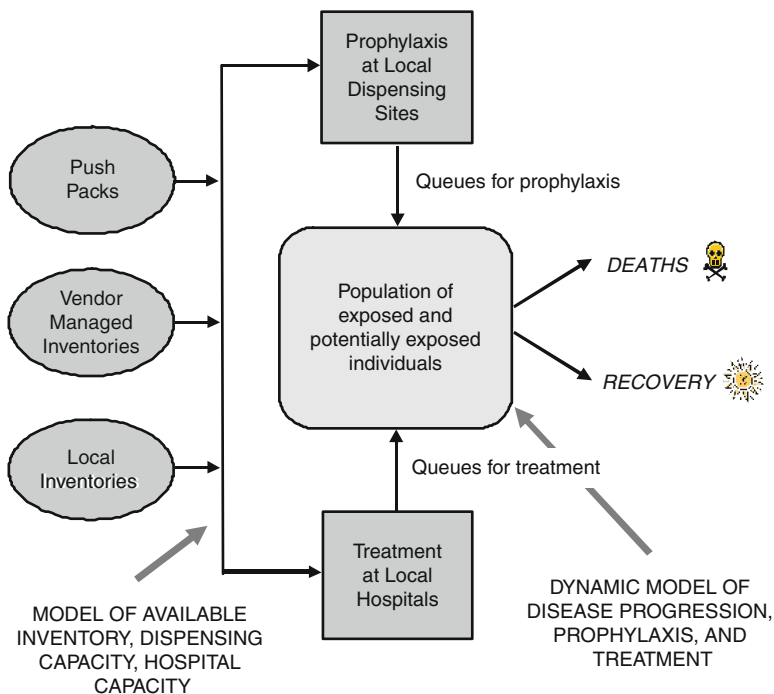 Prophylaxis
at Local
Dispensing
Sites
Push
Packs
Queues for prophylaxis
Vendor
Managed
Inventories
Population of
exposed and
potentially exposed
individuals
DEATHS
RECOVERY
Local
Inventories
Queues for treatment
Treatment
at Local
Hospitals
MODEL OF AVAILABLE
INVENTORY, DISPENSING
CAPACITY, HOSPITAL
CAPACITY
DYNAMIC MODEL OF
DISEASE PROGRESSION,
PROPHYLAXIS, AND
TREATMENT